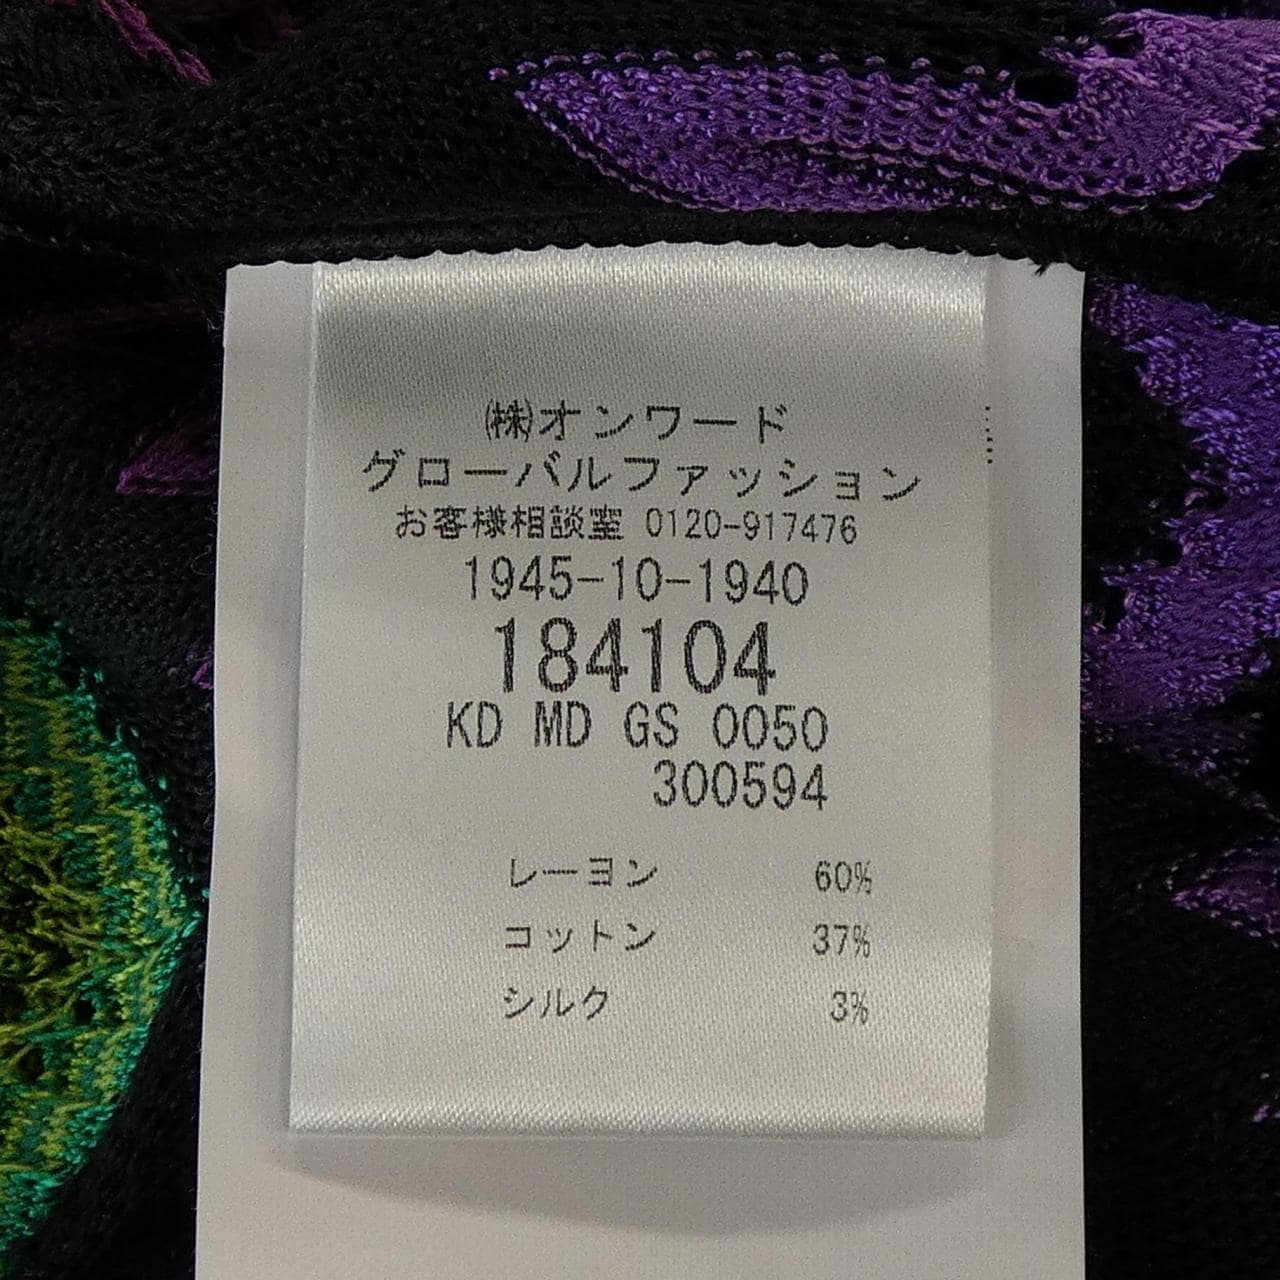 ㈱オンワード
グローバルファッション
お客様相談室 0120-917476
1945-10-1940
184104
KD MD GS 0050
300594
レーヨン 60%
コットン 37%
シルク 3%